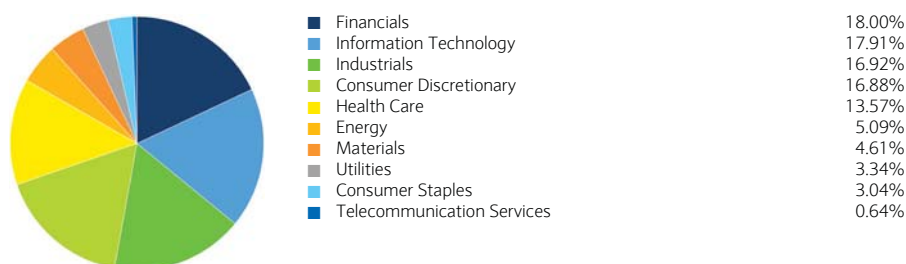 Financials 18.00%
Information Technology 17.91%
Industrials 16.92%
Consumer Discretionary 16.88%
Health Care 13.57%
Energy 5.09%
Materials 4.61%
Utilities 3.34%
Consumer Staples 3.04%
Telecommunication Services 0.64%